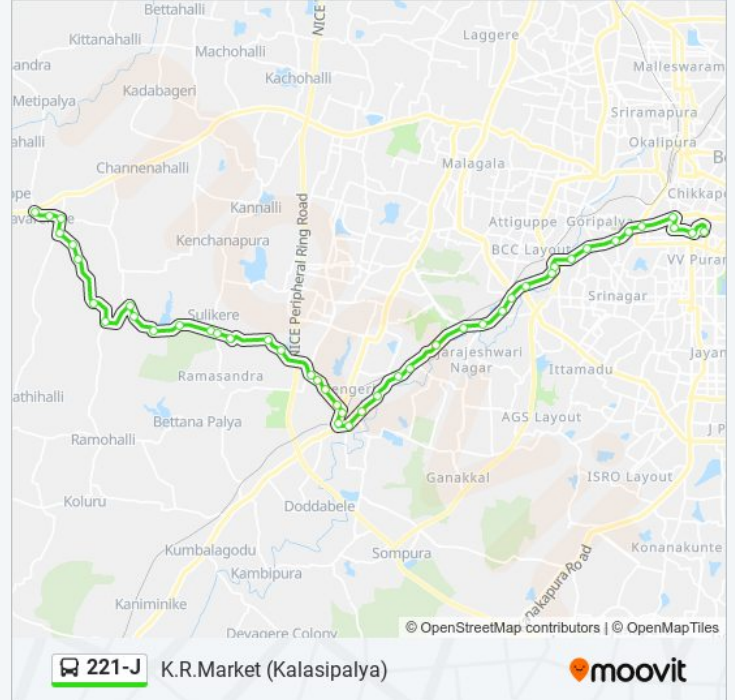 Bettahalli
NICE
Kittanahalli
Laggere
Machohalli
andra
Malleswaram
Kachohalli
Kadabageri
Metipalya
Sriramapura
ahalli
Okalipura
Malagala
Channenahalli
Chikkape
Kannalli
Attiguppe Goripalya
Kenchanapura
BCC Layout
VV Puram
NICE Peripheral Ring Road
Srinagar
Sulikere
Jayan
Ramasandra
engeri
arajeshwari
Nagar
Ittamadu
athihalli
Bettana Palya
AGS Layout
J P
Ramohalli
Ganakkal
ISRO Layout
Koluru
Doddabele
Kumbalagodu
Sompura
Konanakunte
Kambipura
nakapura Road
Kaniminike
Devagere Colony
© OpenStreetMap contributors | © OpenMapTiles
221-J K.R.Market (Kalasipalya)
moovit